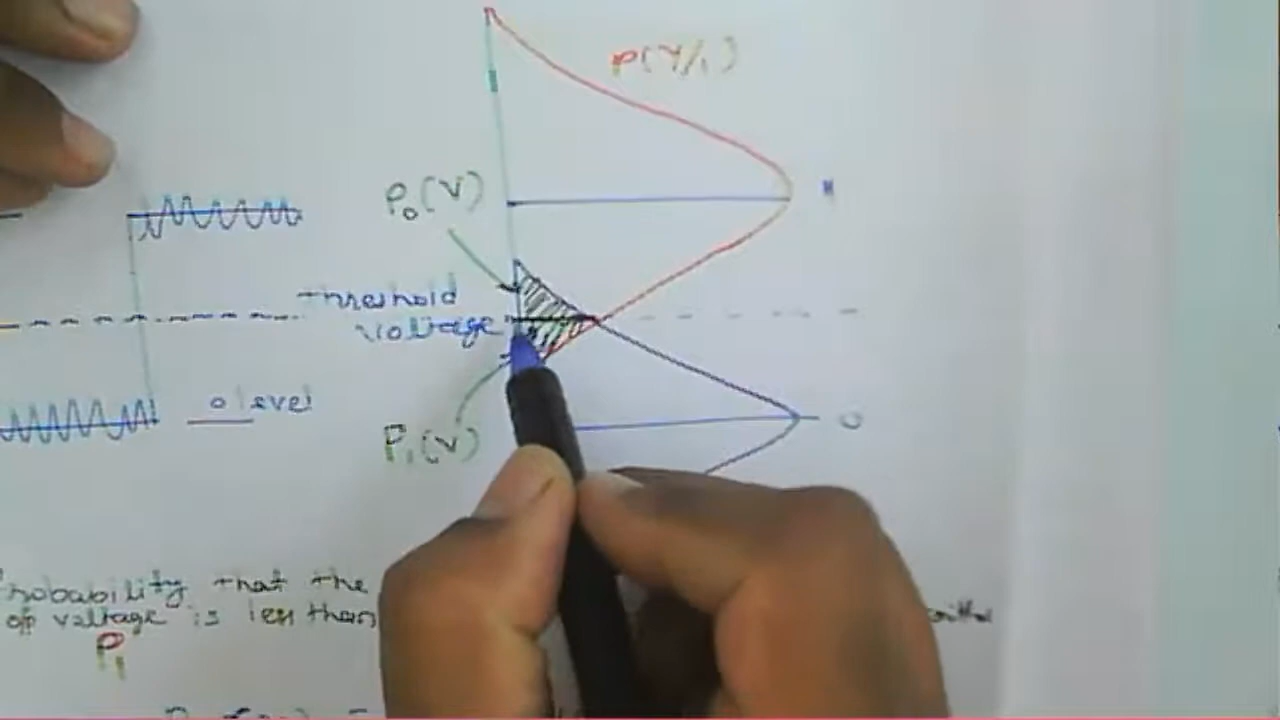 P(Y/1)
P₀(V)
Threshold
voltage
0 level
0
P₁(V)
Probability that the
o/p voltage is less than
P₁